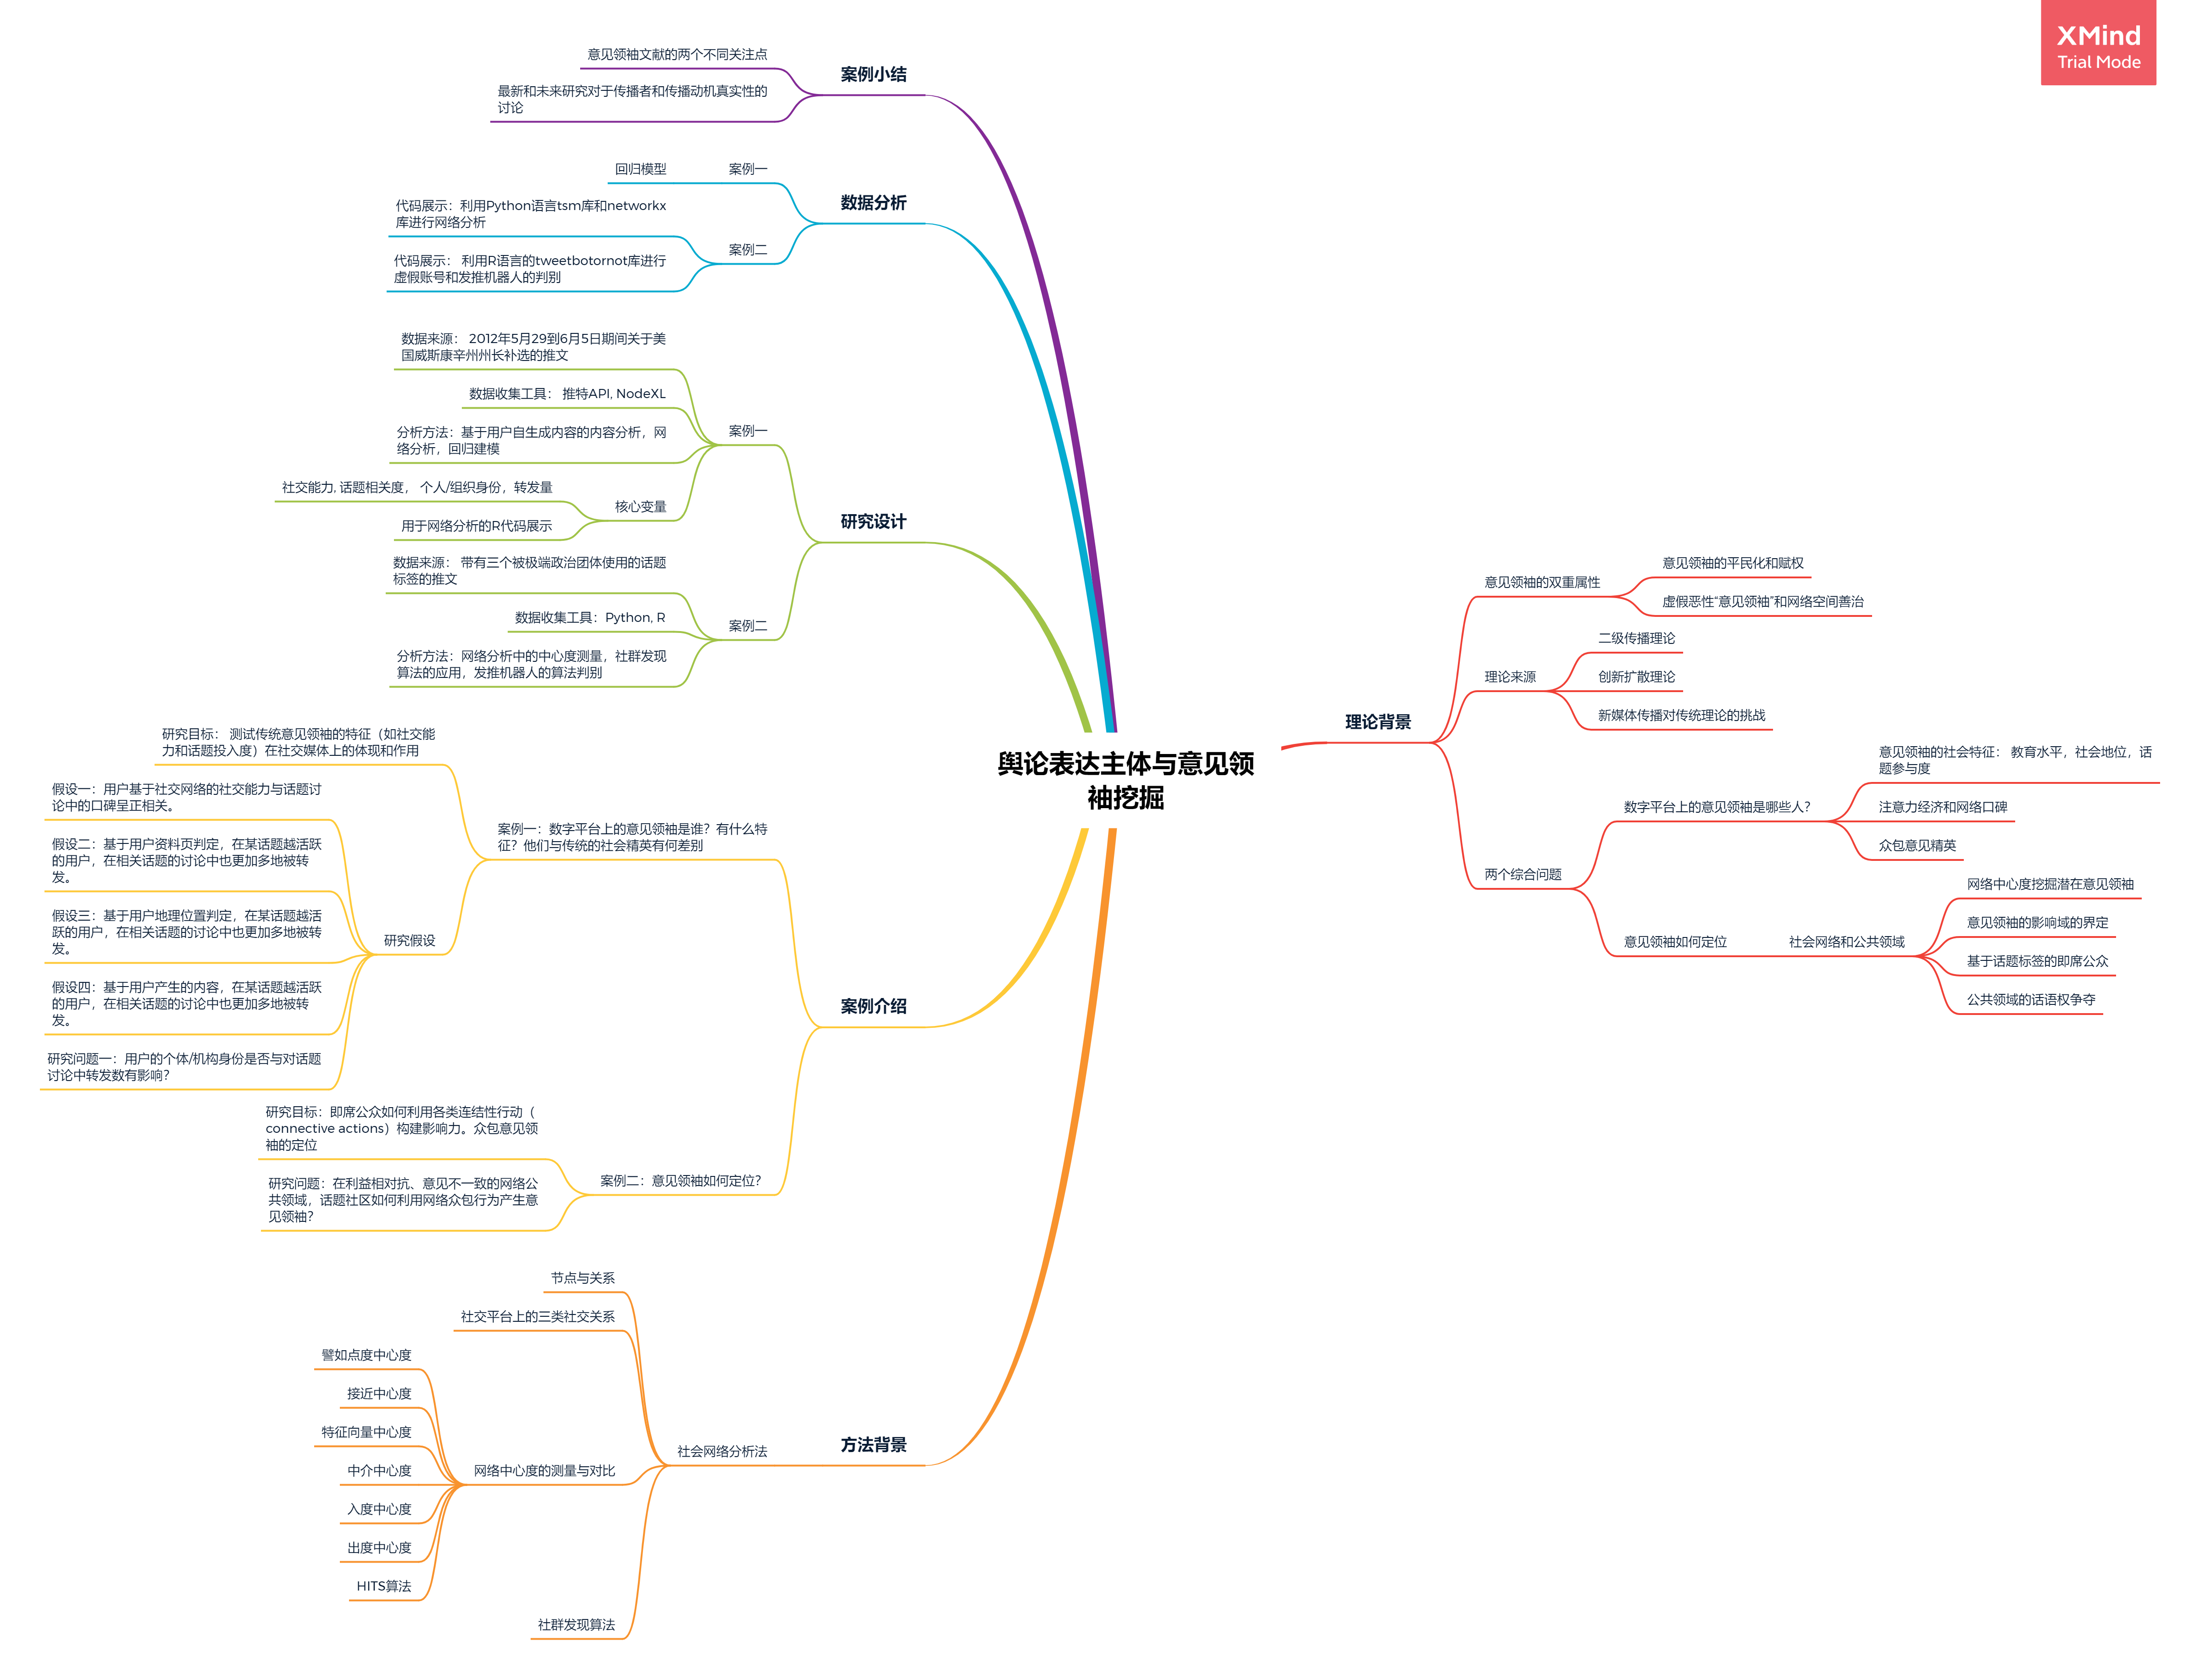 XMind
Trial Mode
舆论表达主体与意见领
袖挖掘
理论背景
意见领袖的双重属性
意见领袖的平民化和赋权
虚假恶性“意见领袖”和网络空间善治
理论来源
二级传播理论
创新扩散理论
新媒体传播对传统理论的挑战
两个综合问题
数字平台上的意见领袖是哪些人？
意见领袖的社会特征： 教育水平，社会地位，话
题参与度
注意力经济和网络口碑
众包意见精英
意见领袖如何定位
社会网络和公共领域
网络中心度挖掘潜在意见领袖
意见领袖的影响域的界定
基于话题标签的即席公众
公共领域的话语权争夺
方法背景
社会网络分析法
节点与关系
社交平台上的三类社交关系
网络中心度的测量与对比
譬如点度中心度
接近中心度
特征向量中心度
中介中心度
入度中心度
出度中心度
HITS算法
社群发现算法
案例介绍
案例一：数字平台上的意见领袖是谁？有什么特
征？他们与传统的社会精英有何差别
研究目标： 测试传统意见领袖的特征（如社交能
力和话题投入度）在社交媒体上的体现和作用
研究假设
假设一：用户基于社交网络的社交能力与话题讨
论中的口碑呈正相关。
假设二：基于用户资料页判定，在某话题越活跃
的用户，在相关话题的讨论中也更加多地被转
发。
假设三：基于用户地理位置判定，在某话题越活
跃的用户，在相关话题的讨论中也更加多地被转
发。
假设四：基于用户产生的内容，在某话题越活跃
的用户，在相关话题的讨论中也更加多地被转
发。
研究问题一：用户的个体/机构身份是否与对话题
讨论中转发数有影响？
案例二：意见领袖如何定位？
研究目标：即席公众如何利用各类连结性行动（
connective actions）构建影响力。众包意见领
袖的定位
研究问题：在利益相对抗、意见不一致的网络公
共领域，话题社区如何利用网络众包行为产生意
见领袖？
研究设计
案例一
数据来源： 2012年5月29到6月5日期间关于美
国威斯康辛州州长补选的推文
数据收集工具： 推特API, NodeXL
分析方法：基于用户自生成内容的内容分析，网
络分析，回归建模
核心变量
社交能力, 话题相关度， 个人/组织身份，转发量
用于网络分析的R代码展示
案例二
数据来源： 带有三个被极端政治团体使用的话题
标签的推文
数据收集工具：Python, R
分析方法：网络分析中的中心度测量，社群发现
算法的应用，发推机器人的算法判别
数据分析
案例一
回归模型
案例二
代码展示：利用Python语言tsm库和networkx
库进行网络分析
代码展示： 利用R语言的tweetbotornot库进行
虚假账号和发推机器人的判别
案例小结
意见领袖文献的两个不同关注点
最新和未来研究对于传播者和传播动机真实性的
讨论